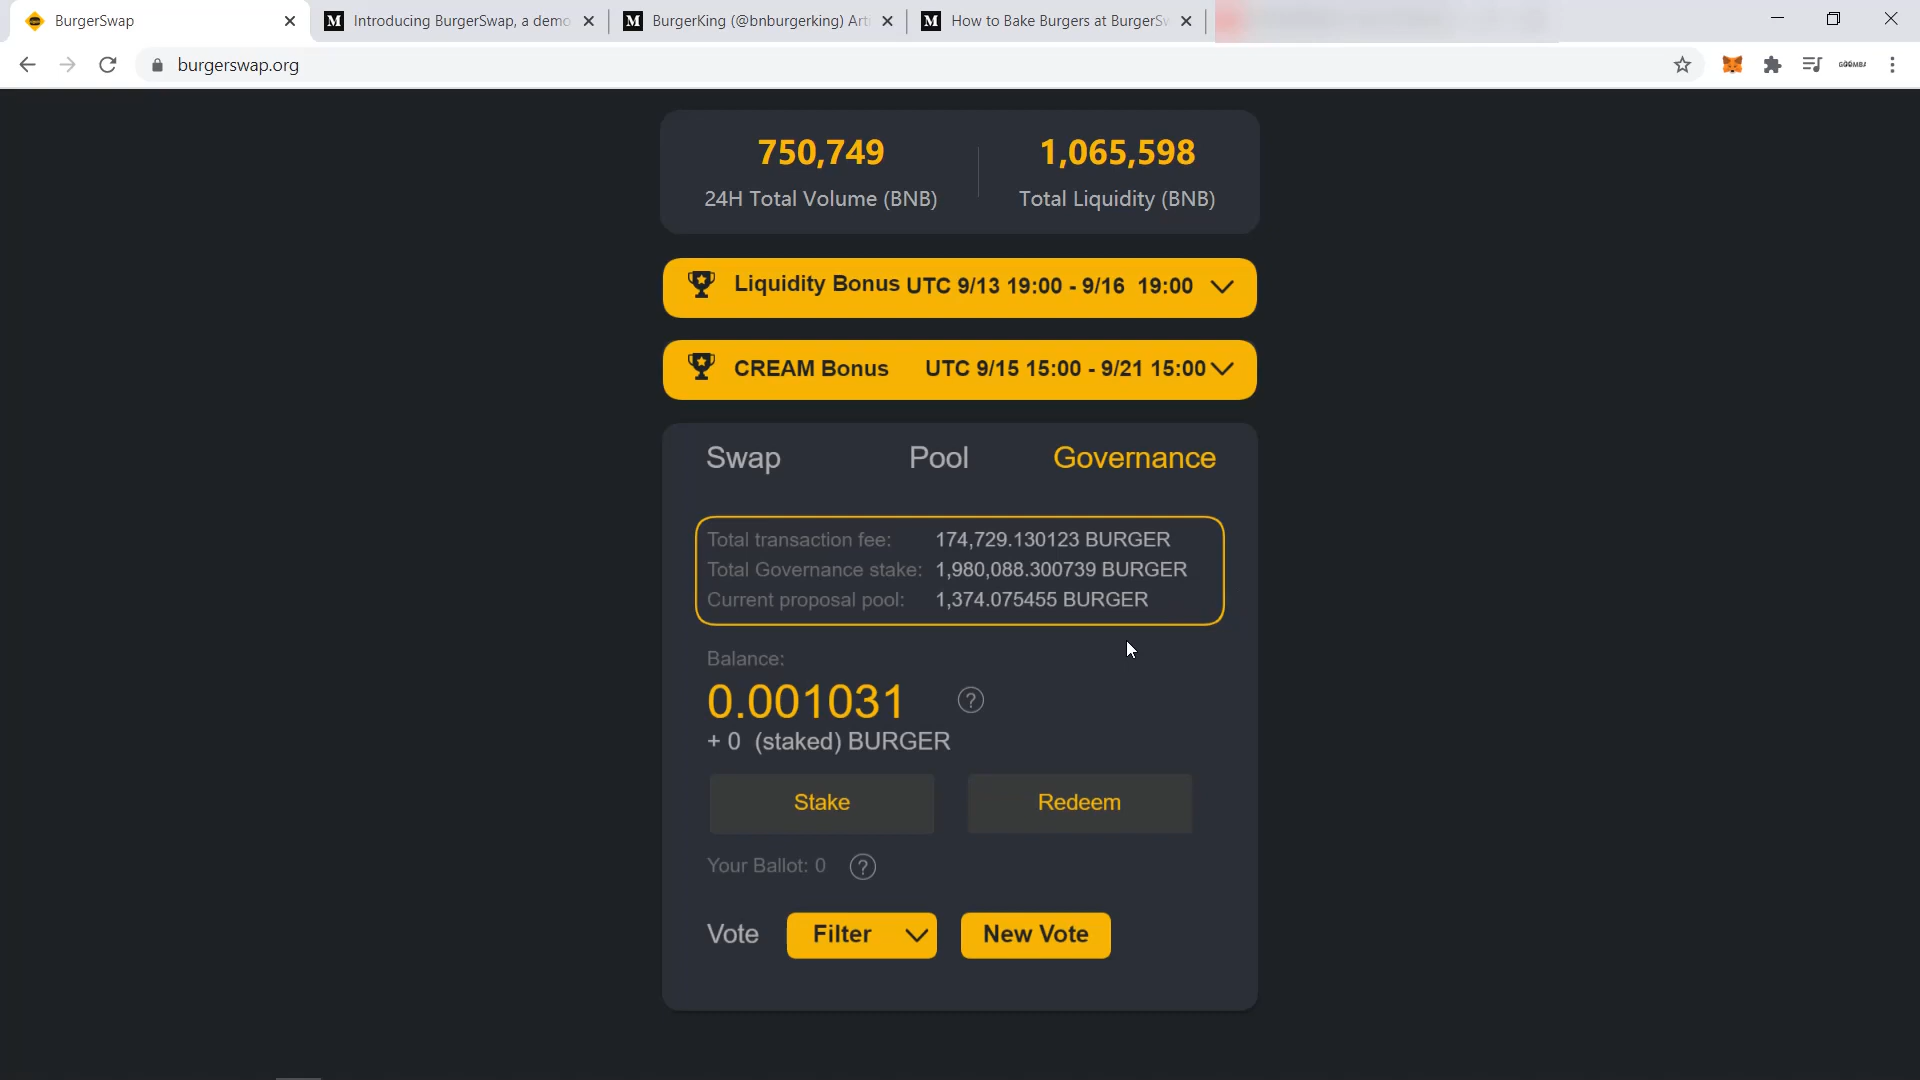 BurgerSwap
Introducing BurgerSwap, a demo
BurgerKing (@bnburgerking) Art
How to Bake Burgers at BurgerSw
burgerswap.org
GOOMBA
750,749
24H Total Volume (BNB)
1,065,598
Total Liquidity (BNB)
Liquidity Bonus UTC 9/13 19:00 - 9/16 19:00
CREAM Bonus UTC 9/15 15:00 - 9/21 15:00
Swap Pool Governance
Total transaction fee: 174,729.130123 BURGER
Total Governance stake: 1,980,088.300739 BURGER
Current proposal pool: 1,374.075455 BURGER
Balance:
0.001031 ?
+ 0 (staked) BURGER
Stake Redeem
Your Ballot: 0 ?
Vote Filter New Vote